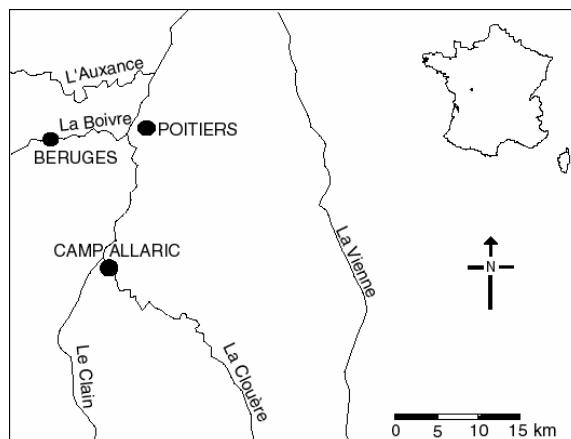 L'Auxance
La Boivre
POITIERS
BERUGES
CAMP ALLARIC
La Vienne
N
Le Clain
La Clouère
0 5 10 15 km